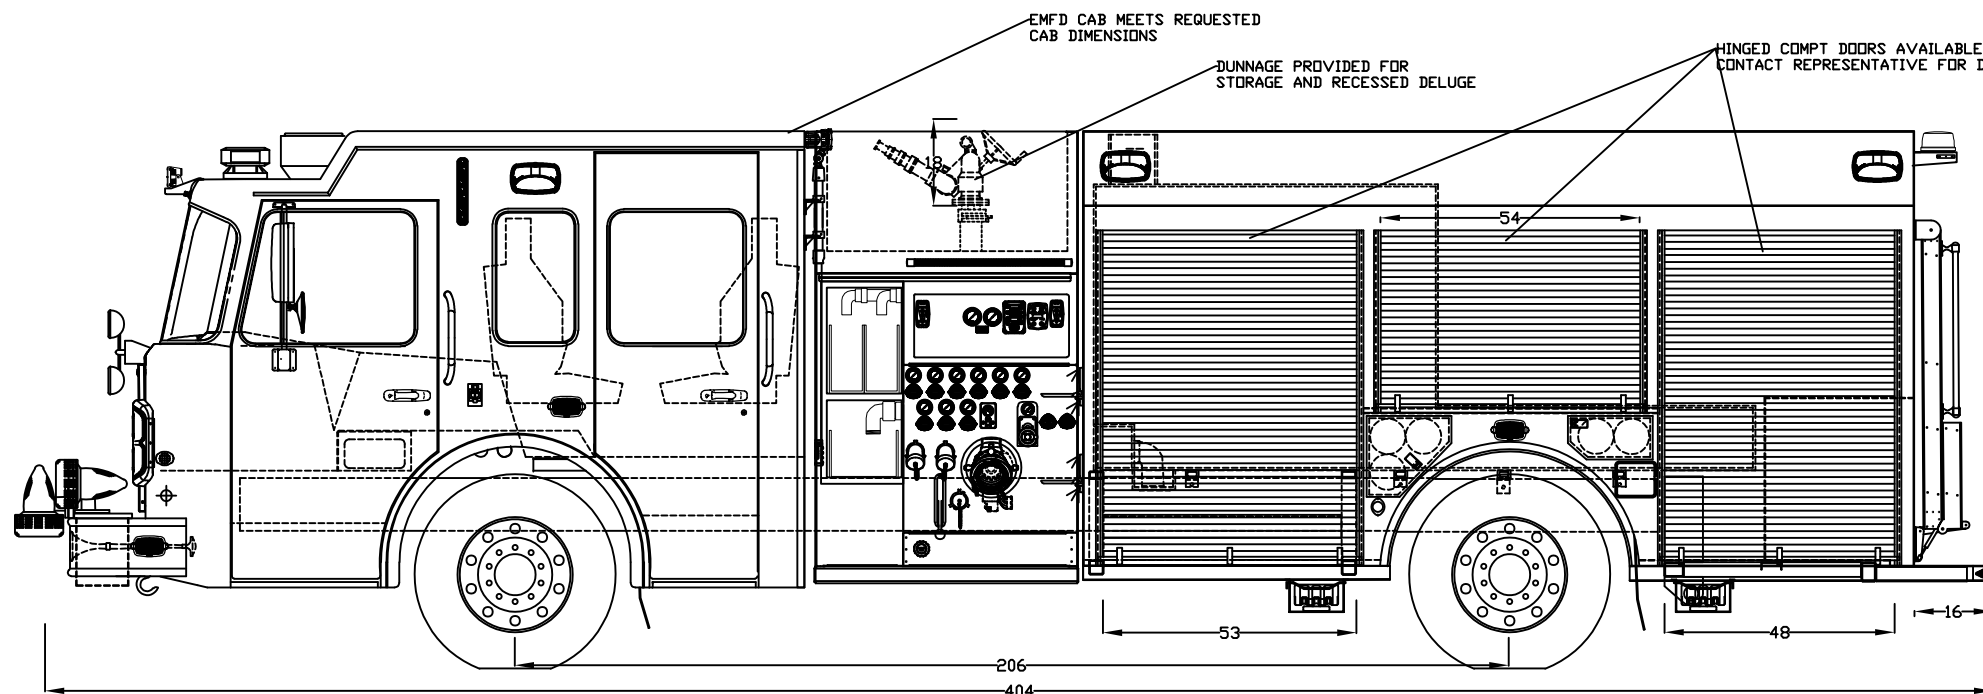 EMFD CAB MEETS REQUESTED
CAB DIMENSIONS
DUNNAGE PROVIDED FOR
STORAGE AND RECESSED DELUGE
HINGED COMPT DOORS AVAILABLE
CONTACT REPRESENTATIVE FOR D
18
54
53
48
16
206
404